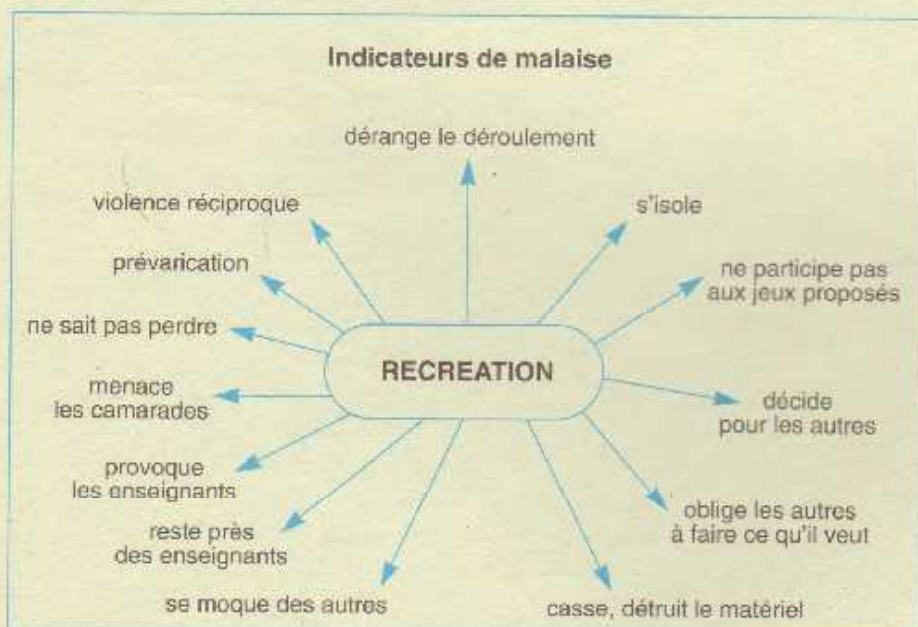 Indicateurs de malaise
dérange le déroulement
violence réciproque
s'isole
prévarication
ne participe pas
aux jeux proposés
ne sait pas perdre
RECREATION
menace
les camarades
décide
pour les autres
provoque
les enseignants
oblige les autres
à faire ce qu'il veut
reste près
des enseignants
se moque des autres
casse, détruit le matériel